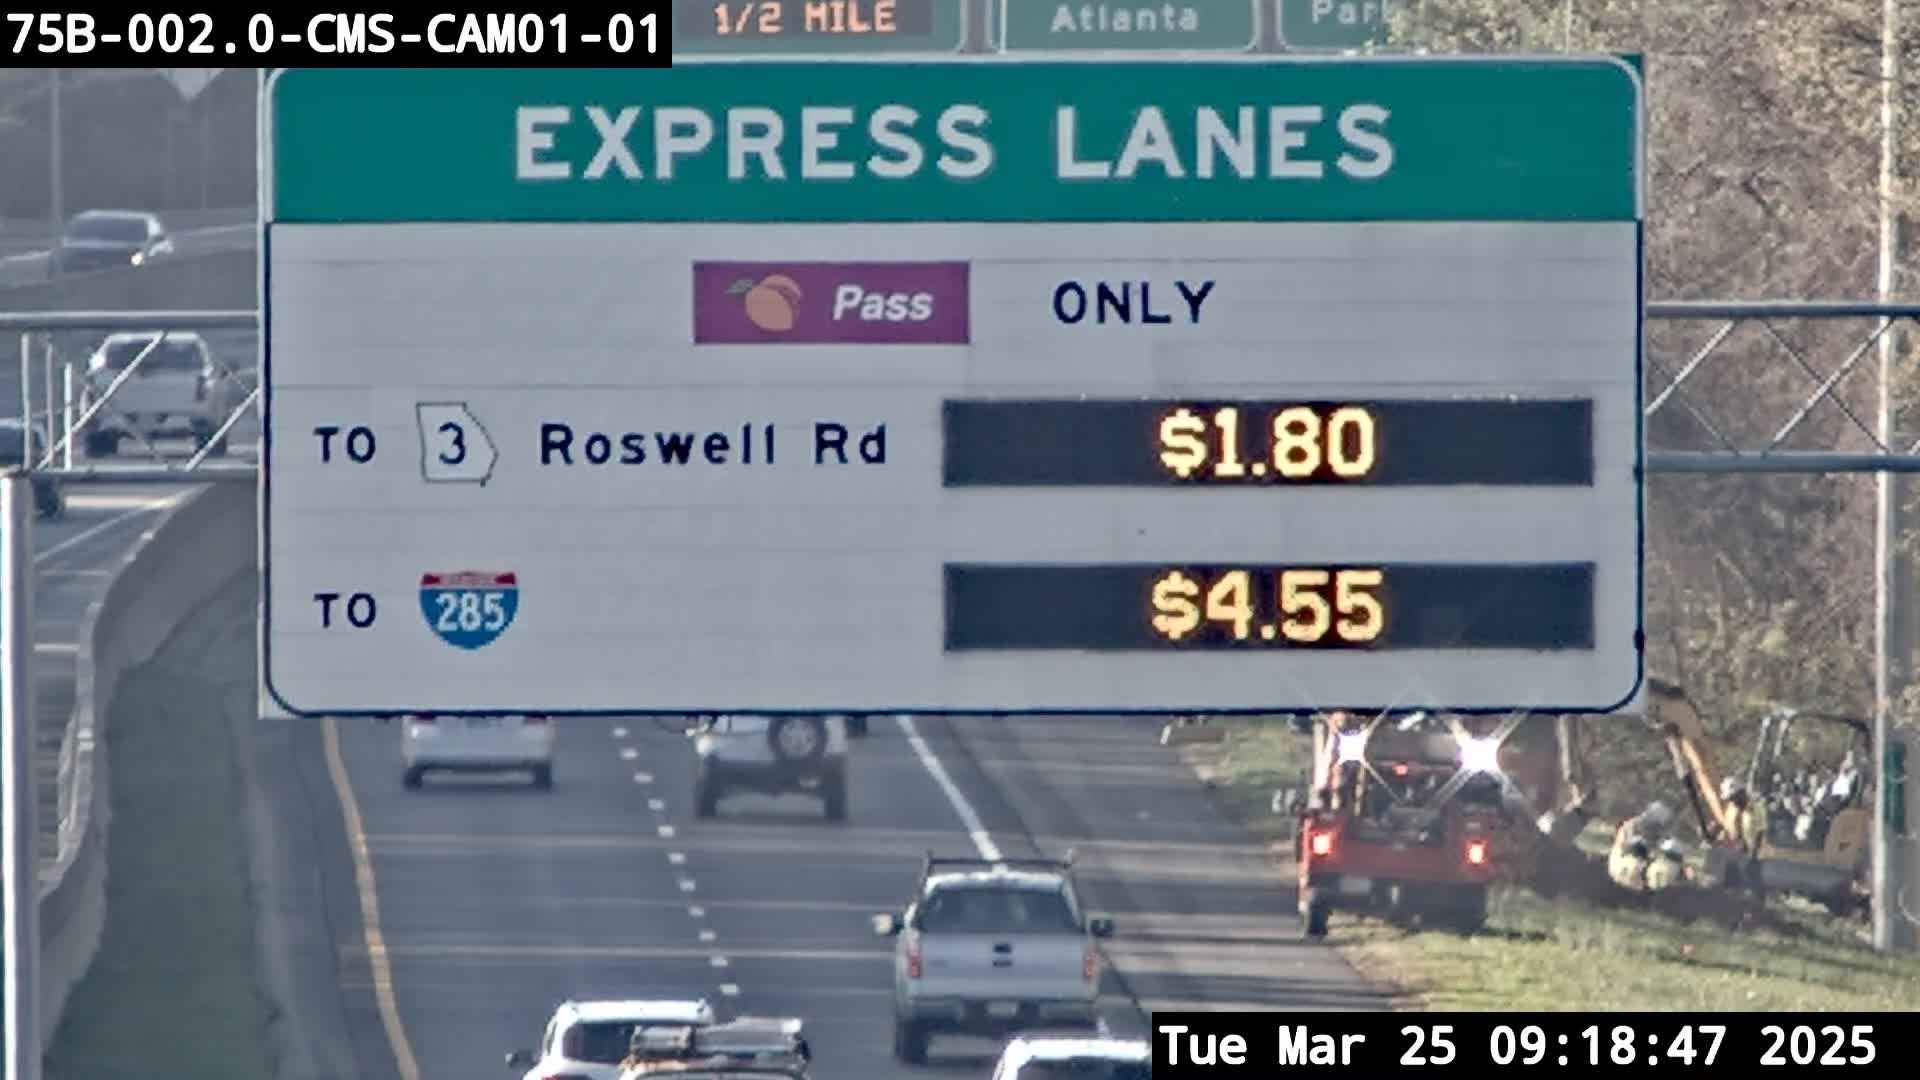 75B-002.0-CMS-CAM01-01
1/2 MILE
Atlanta
EXPRESS LANES
Pass ONLY
TO 3 Roswell Rd $1.80
TO 285 $4.55
Tue Mar 25 09:18:47 2025